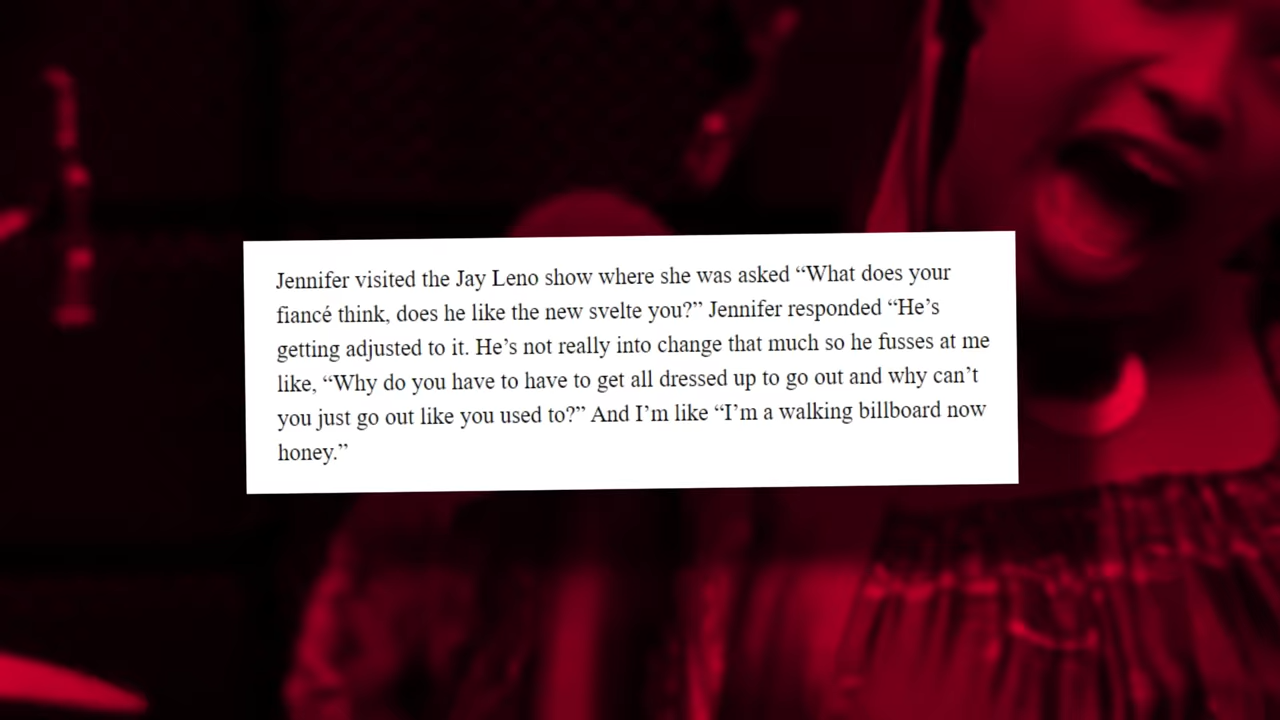 Jennifer visited the Jay Leno show where she was asked “What does your
fiancé think, does he like the new svelte you?” Jennifer responded “He’s
getting adjusted to it. He’s not really into change that much so he fusses at me
like, “Why do you have to have to get all dressed up to go out and why can’t
you just go out like you used to?” And I’m like “I’m a walking billboard now
honey.”